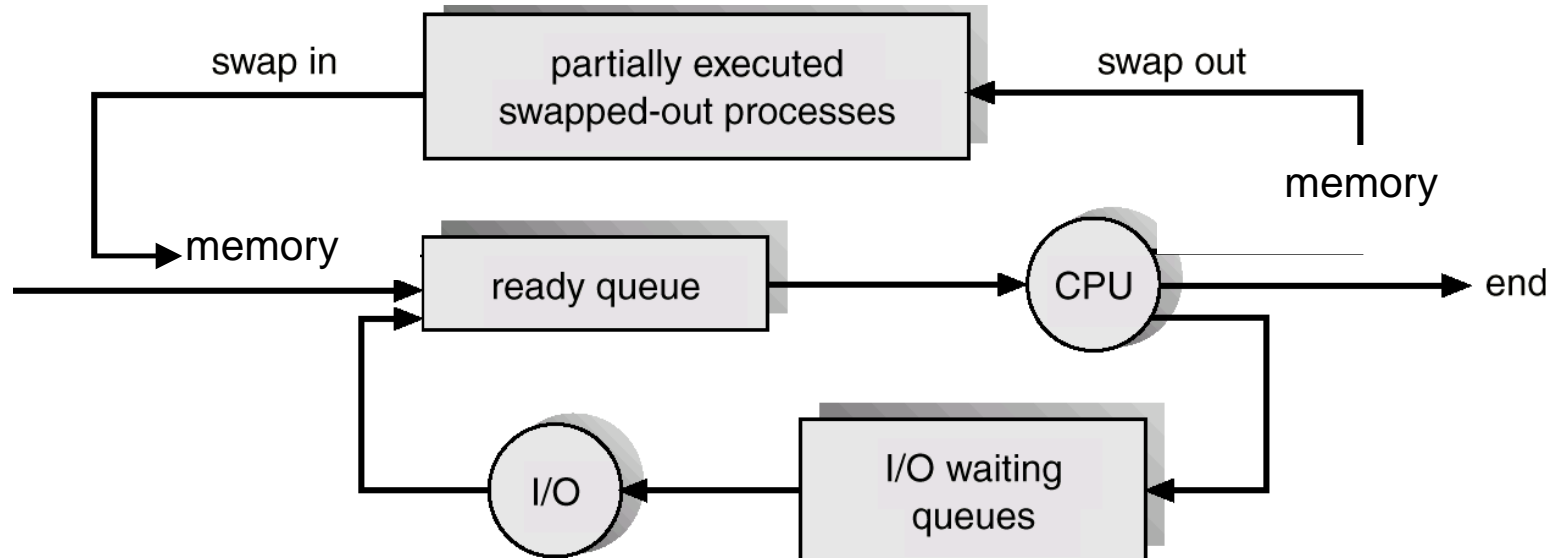 swap in
partially executed
swapped-out processes
swap out
memory
memory
ready queue
CPU
end
I/O
I/O waiting
queues